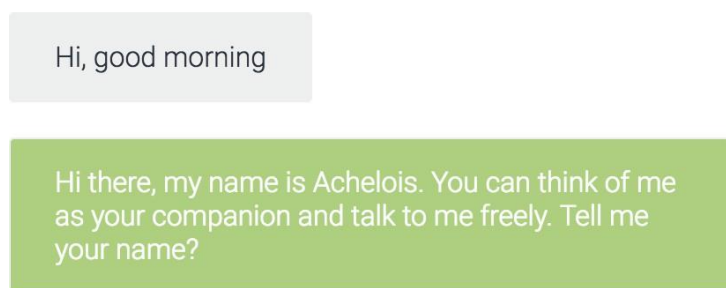 Hi, good morning
Hi there, my name is Achelois. You can think of me
as your companion and talk to me freely. Tell me
your name?